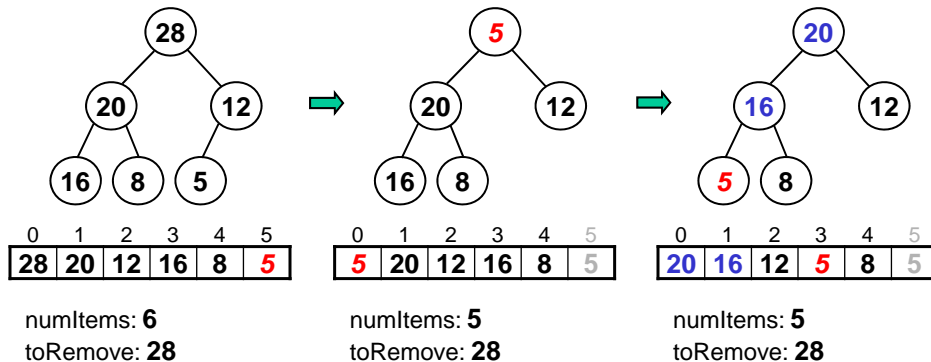 28 5 20
20 12 20 12 16 12
16 8 5 16 8 5 8
0 1 2 3 4 5 0 1 2 3 4 5 0 1 2 3 4 5
28 20 12 16 8 5 5 20 12 16 8 5 20 16 12 5 8 5
numItems: 6 numItems: 5 numItems: 5
toRemove: 28 toRemove: 28 toRemove: 28